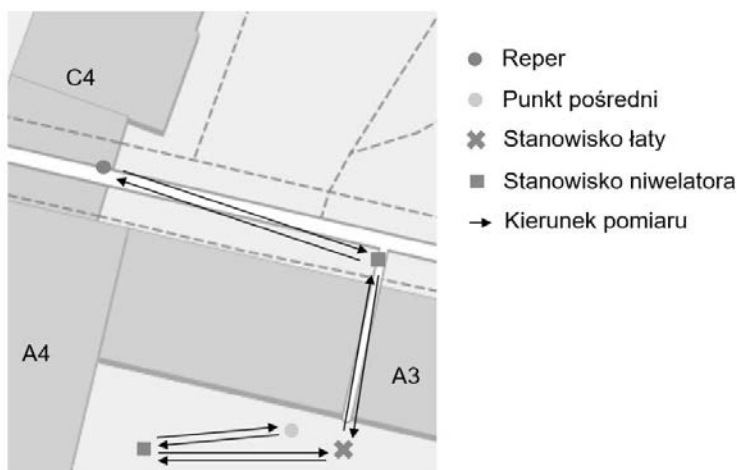 C4
A4
A3
Reper
Punkt pośredni
Stanowisko łaty
Stanowisko niwelatora
Kierunek pomiaru